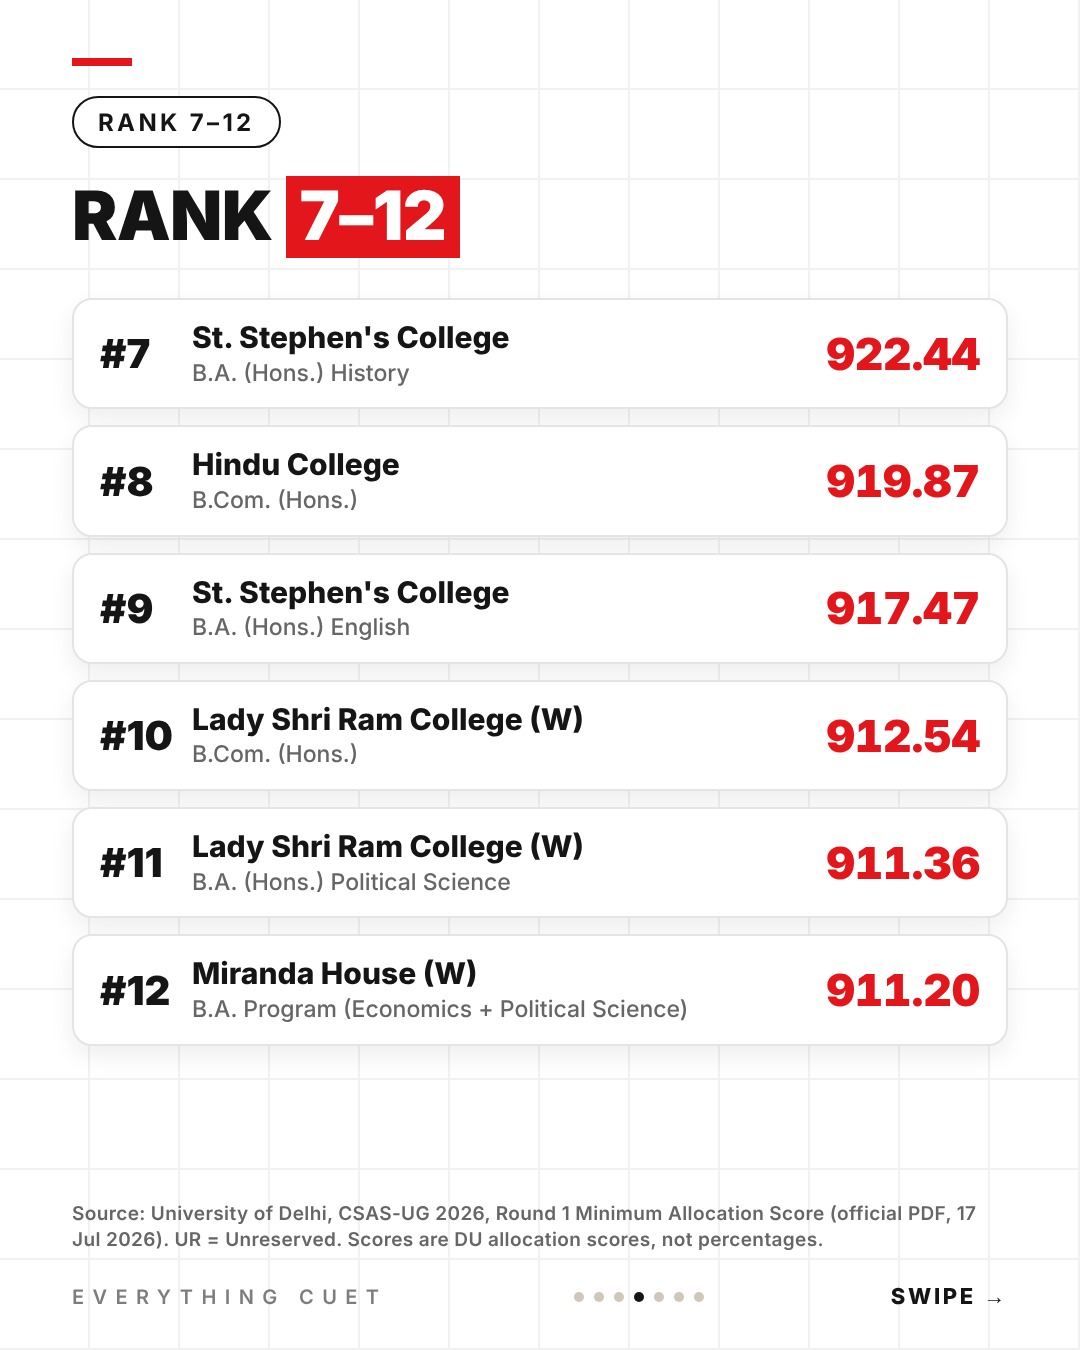 RANK 7–12
RANK 7–12
#7
St. Stephen's College
B.A. (Hons.) History
922.44
#8
Hindu College
B.Com. (Hons.)
919.87
#9
St. Stephen's College
B.A. (Hons.) English
917.47
#10
Lady Shri Ram College (W)
B.Com. (Hons.)
912.54
#11
Lady Shri Ram College (W)
B.A. (Hons.) Political Science
911.36
#12
Miranda House (W)
B.A. Program (Economics + Political Science)
911.20
Source: University of Delhi, CSAS-UG 2026, Round 1 Minimum Allocation Score (official PDF, 17
Jul 2026). UR = Unreserved. Scores are DU allocation scores, not percentages.
EVERYTHING CUET
SWIPE →